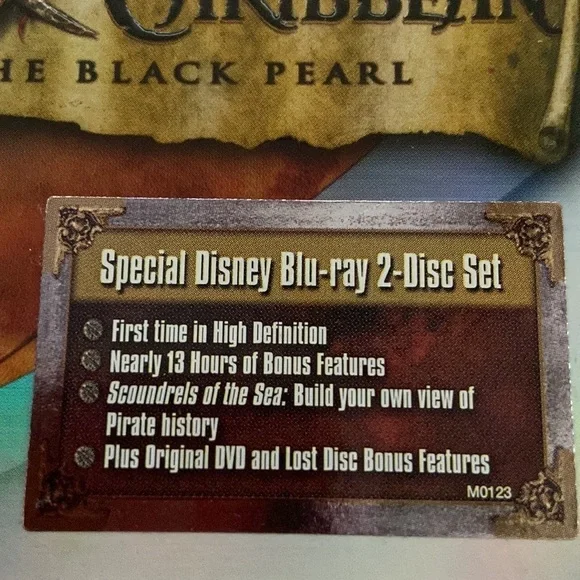 CARIBBEAN
HE BLACK PEARL
Special Disney Blu-ray 2-Disc Set
First time in High Definition
Nearly 13 Hours of Bonus Features
Scoundrels of the Sea: Build your own view of
Pirate history
Plus Original DVD and Lost Disc Bonus Features
M0123